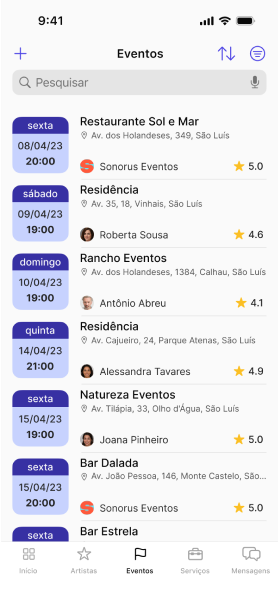 9:41
Eventos
Pesquisar
sexta
08/04/23
20:00
Restaurante Sol e Mar
Av. dos Holandeses, 349, São Luís
Sonorus Eventos
5.0
sábado
09/04/23
19:00
Residência
Av. 35, 18, Vinhais, São Luís
Roberta Sousa
4.6
domingo
10/04/23
19:00
Rancho Eventos
Av. dos Holandeses, 1384, Calhau, São Luís
Antônio Abreu
4.1
quinta
14/04/23
21:00
Residência
Av. Cajueiro, 24, Parque Atenas, São Luís
Alessandra Tavares
4.9
sexta
15/04/23
19:00
Natureza Eventos
Av. Tilápia, 33, Olho d'Água, São Luís
Joana Pinheiro
5.0
sexta
15/04/23
20:00
Bar Dalada
Av. João Pessoa, 146, Monte Castelo, São...
Sonorus Eventos
5.0
sexta
Bar Estrela
Início
Artistas
Eventos
Serviços
Mensagens